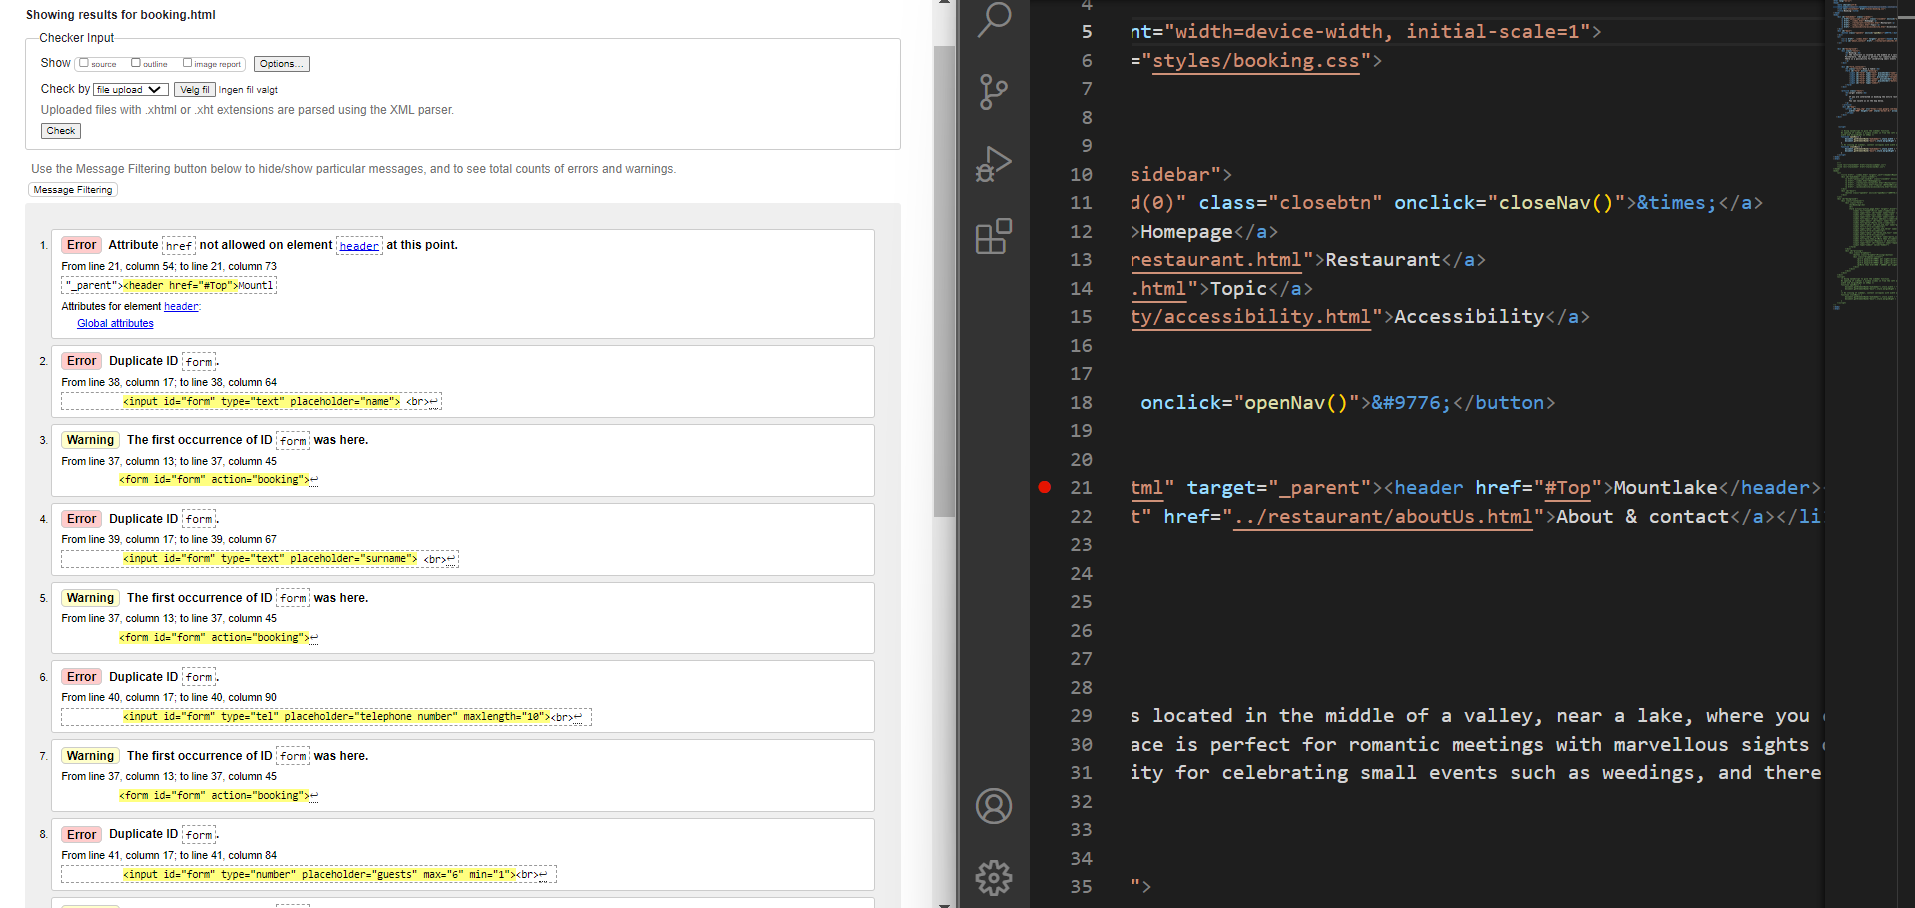 Showing results for booking.html
Checker Input
Show source outline image report Options...
Check by file upload Velg fil Ingen fil valgt
Uploaded files with .xhtml or .xht extensions are parsed using the XML parser.
Check
Use the Message Filtering button below to hide/show particular messages, and to see total counts of errors and warnings.
Message Filtering
1. Error Attribute href not allowed on element header at this point.
From line 21, column 54; to line 21, column 73
"_parent"><header href="#Top">Mountl
Attributes for element header:
Global attributes
2. Error Duplicate ID form.
From line 38, column 17; to line 38, column 64
<input id="form" type="text" placeholder="name"> <br>↩
3. Warning The first occurrence of ID form was here.
From line 37, column 13; to line 37, column 45
<form id="form" action="booking">↩
4. Error Duplicate ID form.
From line 39, column 17; to line 39, column 67
<input id="form" type="text" placeholder="surname"> <br>↩
5. Warning The first occurrence of ID form was here.
From line 37, column 13; to line 37, column 45
<form id="form" action="booking">↩
6. Error Duplicate ID form.
From line 40, column 17; to line 40, column 90
<input id="form" type="tel" placeholder="telephone number" maxlength="10"><br>↩
7. Warning The first occurrence of ID form was here.
From line 37, column 13; to line 37, column 45
<form id="form" action="booking">↩
8. Error Duplicate ID form.
From line 41, column 17; to line 41, column 84
<input id="form" type="number" placeholder="guests" max="6" min="1"><br>↩
4
5 nt="width=device-width, initial-scale=1">
6 ="styles/booking.css">
7
8
9
10 sidebar">
11 d(0)" class="closebtn" onclick="closeNav()">&times;</a>
12 >Homepage</a>
13 restaurant.html">Restaurant</a>
14 .html">Topic</a>
15 ty/accessibility.html">Accessibility</a>
16
17
18 onclick="openNav()">&#9776;</button>
19
20
21 tml" target="_parent"><header href="#Top">Mountlake</header>
22 t" href="../restaurant/aboutUs.html">About & contact</a></li
23
24
25
26
27
28
29 s located in the middle of a valley, near a lake, where you
30 ace is perfect for romantic meetings with marvellous sights
31 ity for celebrating small events such as weedings, and there
32
33
34
35 ">